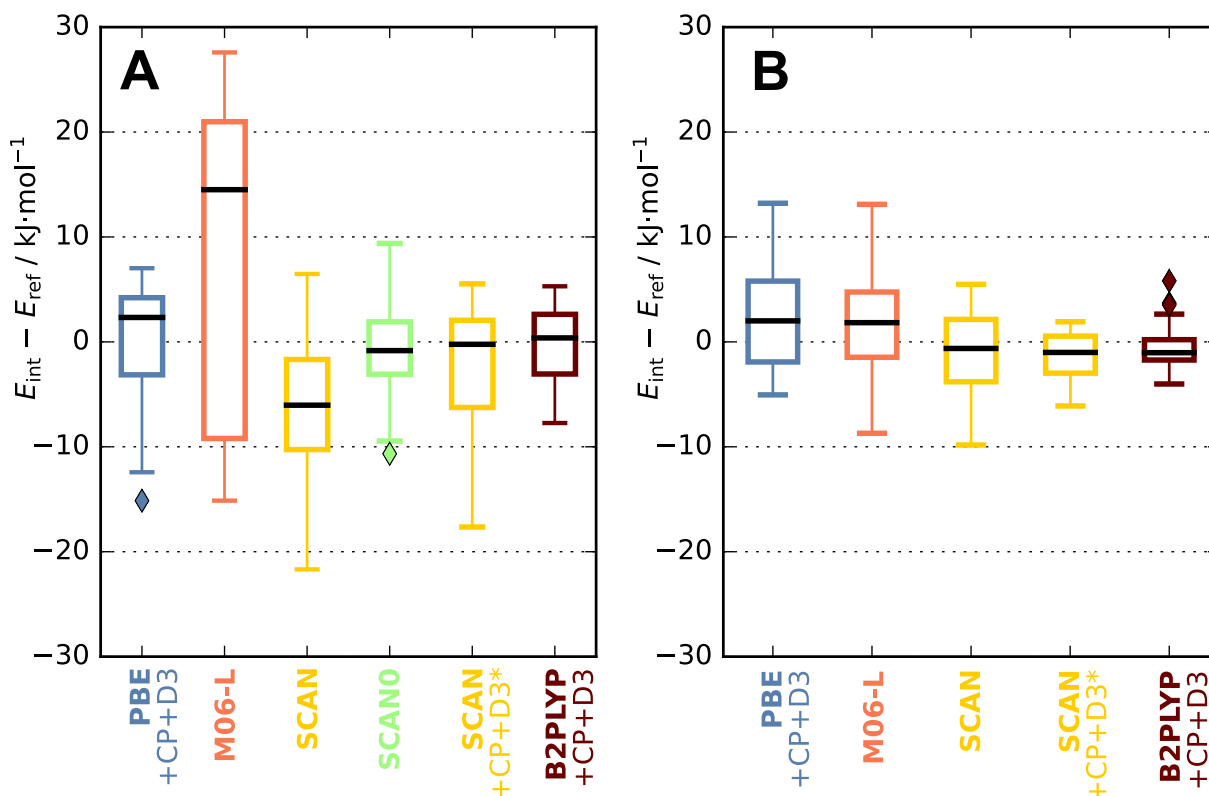 A
30
20
10
0
−10
−20
−30
E_int − E_ref / kJ·mol⁻¹
PBE
+CP+D3
M06-L
SCAN
SCAN0
SCAN
+CP+D3*
B2PLYP
+CP+D3
B
30
20
10
0
−10
−20
−30
E_int − E_ref / kJ·mol⁻¹
PBE
+CP+D3
M06-L
SCAN
SCAN
+CP+D3*
B2PLYP
+CP+D3